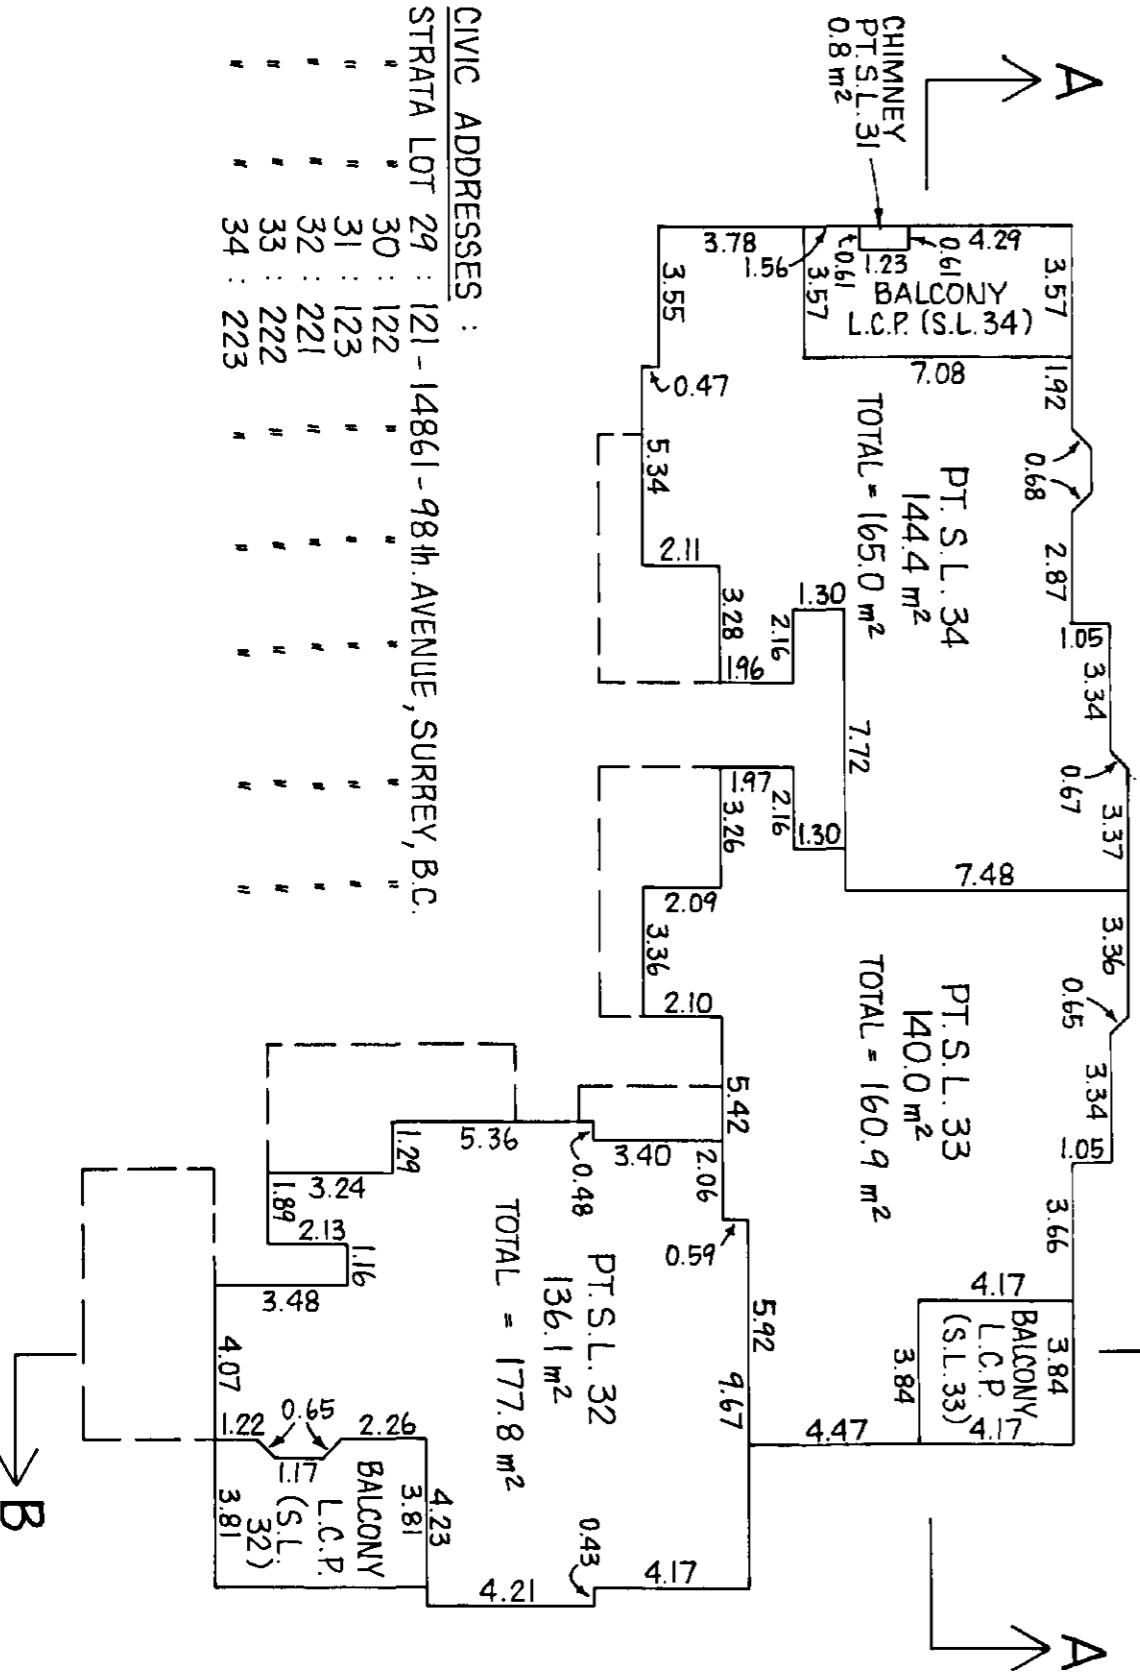 A
CHIMNEY
PT. S.L. 31
0.8 m²
4.29
0.61
1.23
0.61
1.56
3.78
3.57
BALCONY
L.C.P. (S.L. 34)
3.57
3.55
7.08
1.92
0.47
0.68
5.34
PT. S. L. 34
144.4 m²
TOTAL = 165.0 m²
2.87
2.11
3.28
1.30
2.16
1.96
1.05
3.34
7.72
0.67
3.37
1.97
2.16
3.26
1.30
7.48
2.09
3.36
3.36
0.65
2.10
PT. S. L. 33
140.0 m²
TOTAL = 160.9 m²
3.34
1.05
5.42
3.66
2.06
3.40
0.48
5.36
1.29
3.24
1.89
2.13
1.16
3.48
0.59
4.17
BALCONY
L.C.P.
(S.L. 33)
3.84
3.84
4.17
4.47
5.92
9.67
PT. S. L. 32
136.1 m²
TOTAL = 177.8 m²
4.07
1.22
0.65
2.26
1.17
BALCONY
L.C.P.
(S.L.
32)
3.81
3.81
4.23
0.43
4.21
4.17
A
B
CIVIC ADDRESSES :
STRATA LOT 29 : 121 - 14861 - 98th. AVENUE, SURREY, B.C.
" " 30 : 122 " " " " "
" " 31 : 123 " " " " "
" " 32 : 221 " " " " "
" " 33 : 222 " " " " "
" " 34 : 223 " " " " "